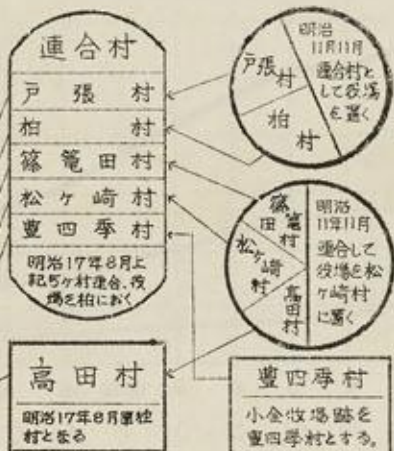 連合村
戸張村
柏村
篠篭田村
松ヶ崎村
豊四季村
明治17年8月上
記5ヶ村連合、役
場を柏におく
高田村
明治17年8月単独
村となる
戸張村
柏村
明治
11月11月
連合村と
して役場
を置く
篠篭田村
松ヶ崎村
高田村
明治
11年11月
連合して
役場を松
ヶ崎村
に置く
豊四季村
小金牧場跡を
豊四季村とする。